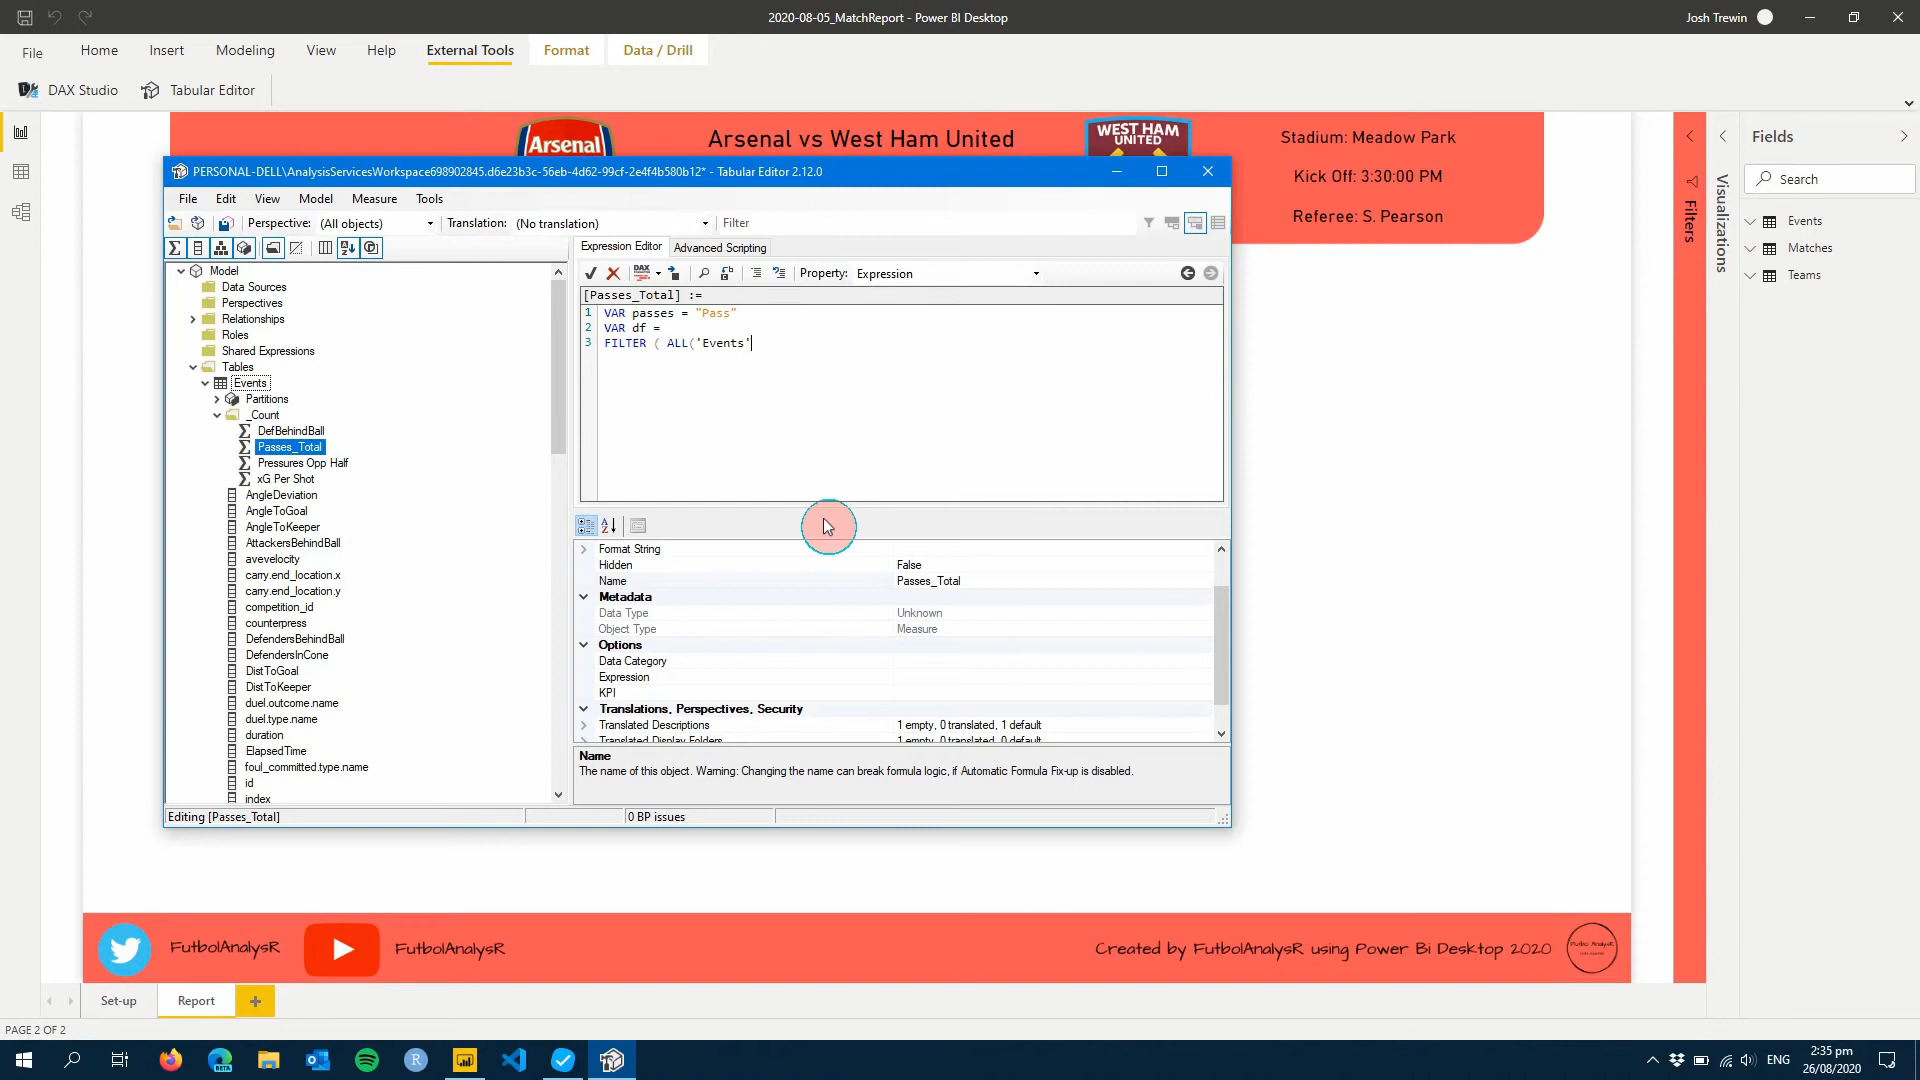 2020-08-05_MatchReport - Power BI Desktop
Josh Trewin
File Home Insert Modeling View Help External Tools Format Data / Drill
DAX Studio Tabular Editor
Arsenal
Arsenal vs West Ham United
WEST HAM
UNITED
Stadium: Meadow Park
Kick Off: 3:30:00 PM
Referee: S. Pearson
Filters
Visualizations
Fields
Search
Events
Matches
Teams
PERSONAL-DELL\AnalysisServicesWorkspace698902845.d6e23b3c-56eb-4d62-99cf-2e4f4b580b12* - Tabular Editor 2.12.0
File Edit View Model Measure Tools
Perspective: (All objects) Translation: (No translation) Filter
Model
Data Sources
Perspectives
Relationships
Roles
Shared Expressions
Tables
Events
Partitions
_Count
DefBehindBall
Passes_Total
Pressures Opp Half
xG Per Shot
AngleDeviation
AngleToGoal
AngleToKeeper
AttackersBehindBall
avevelocity
carry.end_location.x
carry.end_location.y
competition_id
counterpress
DefendersBehindBall
DefendersInCone
DistToGoal
DistToKeeper
duel.outcome.name
duel.type.name
duration
ElapsedTime
foul_committed.type.name
id
index
Expression Editor Advanced Scripting
DAX Property: Expression
[Passes_Total] :=
1 VAR passes = "Pass"
2 VAR df =
3 FILTER ( ALL('Events'
Format String
Hidden False
Name Passes_Total
Metadata
Data Type Unknown
Object Type Measure
Options
Data Category
Expression
KPI
Translations, Perspectives, Security
Translated Descriptions 1 empty, 0 translated, 1 default
Translated Display Folders 1 empty, 0 translated, 0 default
Name
The name of this object. Warning: Changing the name can break formula logic, if Automatic Formula Fix-up is disabled.
Editing [Passes_Total] 0 BP issues
FutbolAnalysR FutbolAnalysR Created by FutbolAnalysR using Power Bi Desktop 2020
Set-up Report
PAGE 2 OF 2
ENG
2:35 pm
26/08/2020